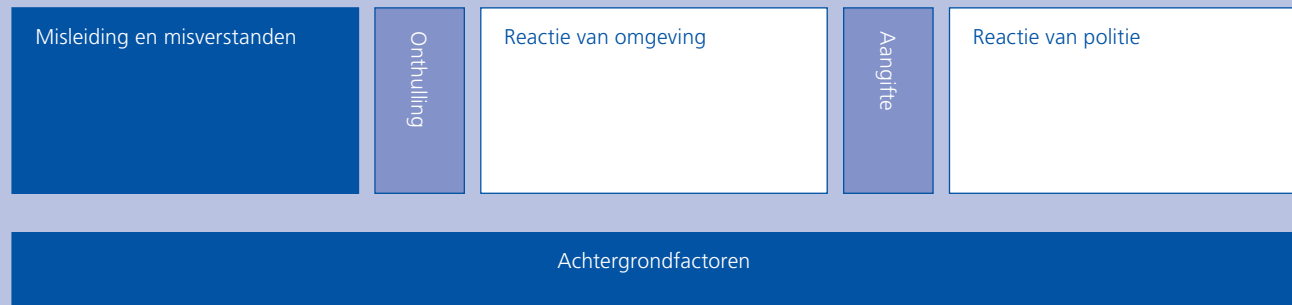 Misleiding en misverstanden
Onthulling
Reactie van omgeving
Aangifte
Reactie van politie
Achtergrondfactoren